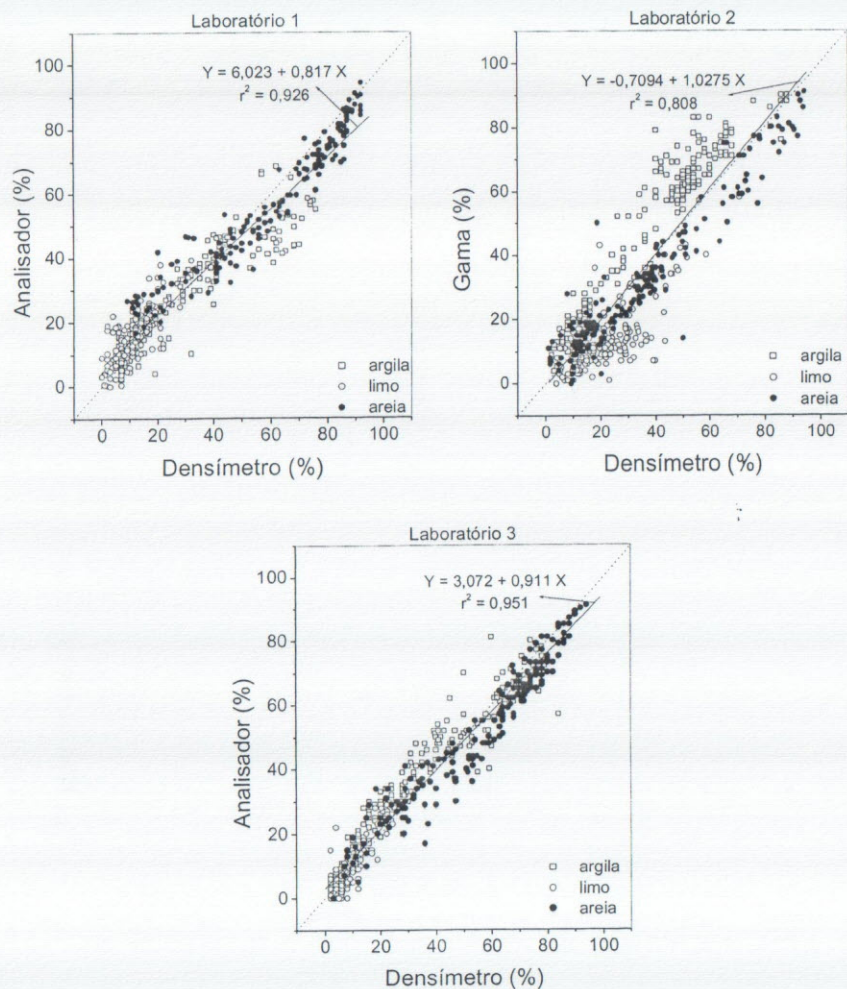 Laboratório 1
100
80
60
40
20
0
Analisador (%)
Y = 6,023 + 0,817 X
r² = 0,926
argila
limo
areia
0 20 40 60 80 100
Densímetro (%)
Laboratório 2
100
80
60
40
20
0
Gama (%)
Y = -0,7094 + 1,0275 X
r² = 0,808
argila
limo
areia
0 20 40 60 80 100
Densímetro (%)
Laboratório 3
100
80
60
40
20
0
Analisador (%)
Y = 3,072 + 0,911 X
r² = 0,951
argila
limo
areia
0 20 40 60 80 100
Densímetro (%)